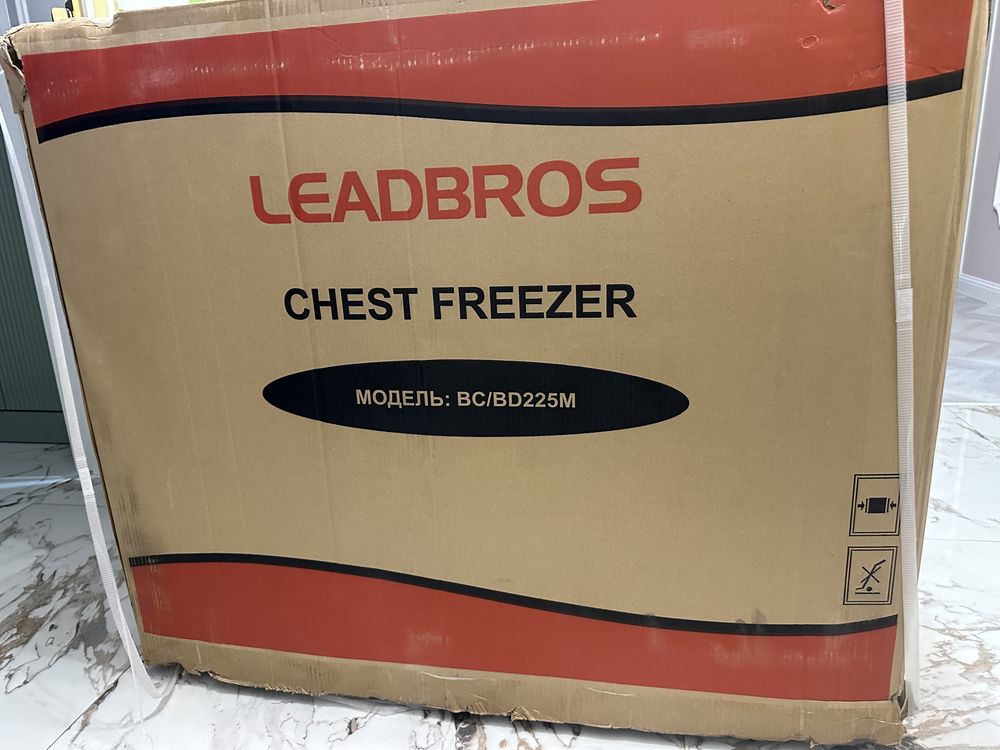 LEADBROS
CHEST FREEZER
МОДЕЛЬ: BC/BD225M